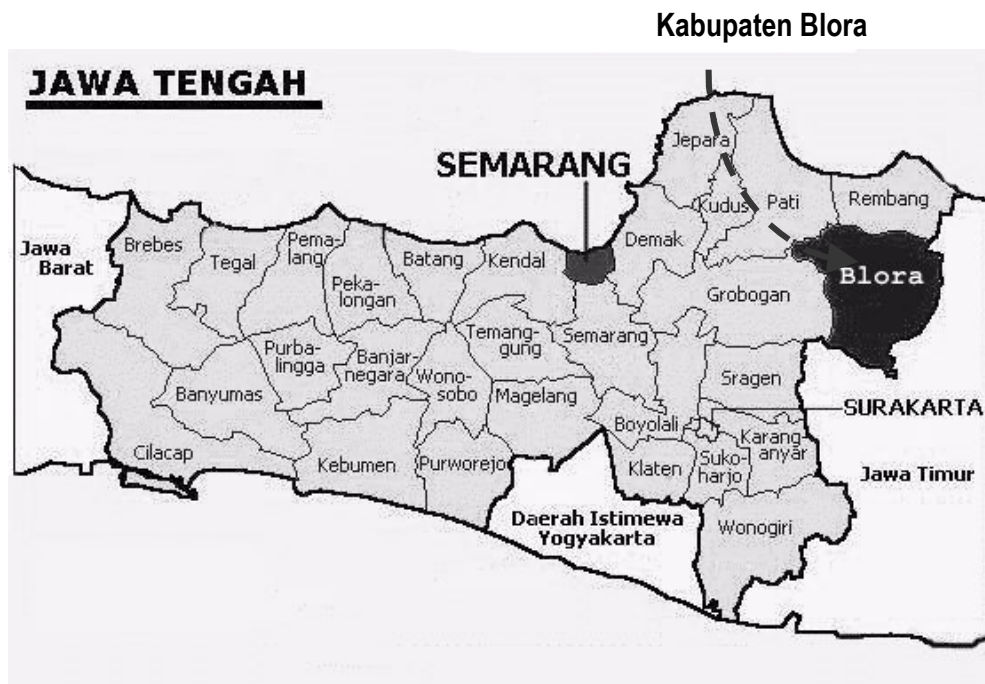 Kabupaten Blora
JAWA TENGAH
Jepara
SEMARANG
Kudus
Pati
Rembang
Jawa
Barat
Brebes
Tegal
Pema-
lang
Peka-
longan
Batang
Kendal
Demak
Blora
Grobogan
Purba-
lingga
Banjar-
negara
Wono-
sobo
Temang-
gung
Semarang
Banyumas
Magelang
Sragen
SURAKARTA
Boyolali
Karang
anyar
Cilacap
Kebumen
Purworejo
Klaten
Suko-
harjo
Jawa Timur
Daerah Istimewa
Yogyakarta
Wonogiri